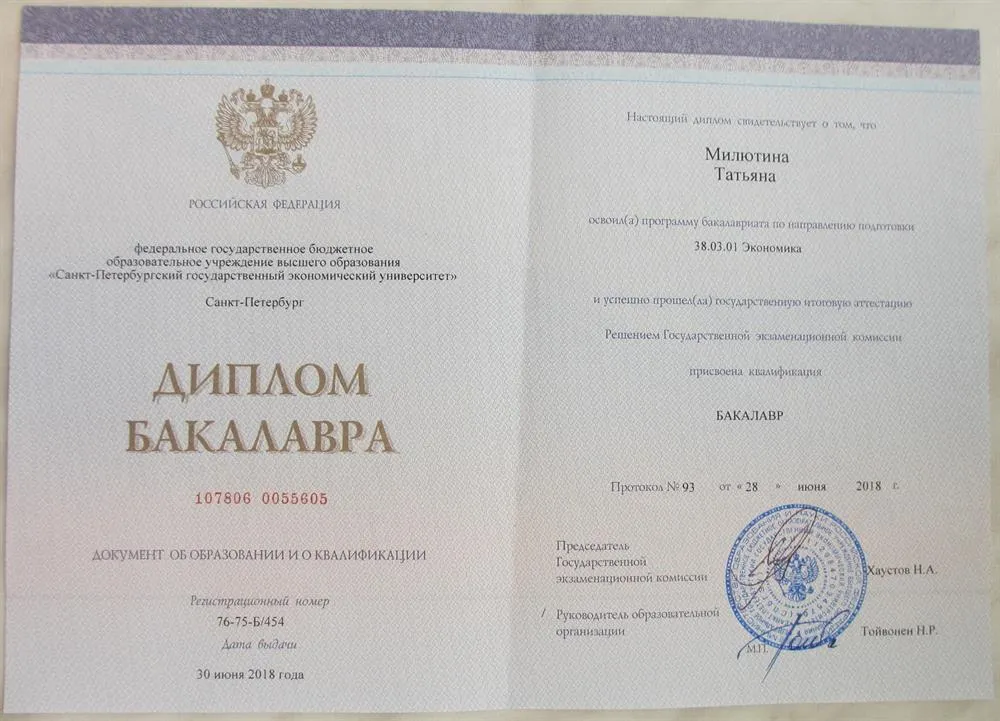 РОССИЙСКАЯ ФЕДЕРАЦИЯ
федеральное государственное бюджетное
образовательное учреждение высшего образования
«Санкт-Петербургский государственный экономический университет»
Санкт-Петербург
ДИПЛОМ
БАКАЛАВРА
107806 0055605
ДОКУМЕНТ ОБ ОБРАЗОВАНИИ И О КВАЛИФИКАЦИИ
Регистрационный номер
76-75-Б/454
Дата выдачи
30 июня 2018 года
Настоящий диплом свидетельствует о том, что
Милютина
Татьяна
освоил(а) программу бакалавриата по направлению подготовки
38.03.01 Экономика
и успешно прошел(ла) государственную итоговую аттестацию
Решением Государственной экзаменационной комиссии
присвоена квалификация
БАКАЛАВР
Протокол № 93 от « 28 » июня 2018 г.
Председатель
Государственной
экзаменационной комиссии
Хаустов Н.А.
/ Руководитель образовательной
организации
Тойвонен Н.Р.
М.П.